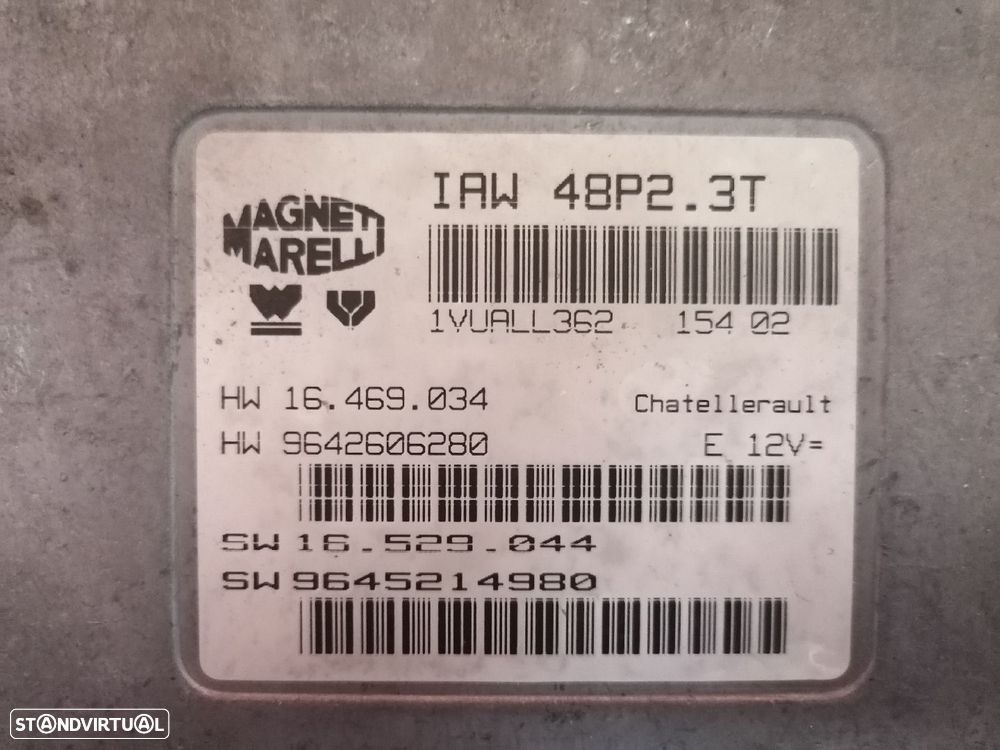 IAW 48P2.3T
MAGNETI
MARELLI
1VUALL362 154 02
HW 16.469.034 Chatellerault
HW 9642606280 E 12V=
SW 16.529.044
SW 9645214980
STANDVIRTUAL